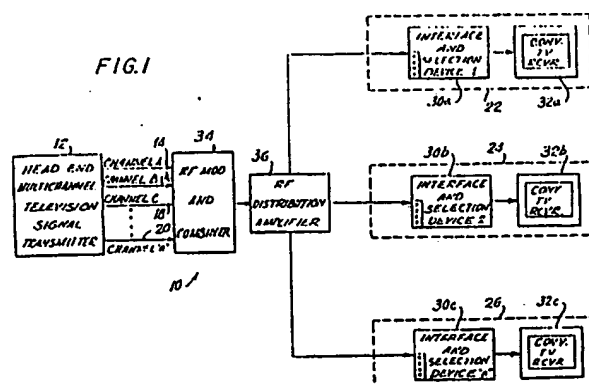 FIG.1
12
HEAD END
MULTICHANNEL
TELEVISION
SIGNAL
TRANSMITTER
CHANNEL A
14
CHANNEL B
CHANNEL C
18
20
CHANNEL "N"
34
RF MOD
AND
COMBINER
10
36
RF
DISTRIBUTION
AMPLIFIER
INTERFACE
AND
SELECTION
DEVICE 1
30a
CONV.
TV
RCVR.
32a
22
30b
INTERFACE
AND
SELECTION
DEVICE 2
32b
CONV.
TV
RCVR.
30c
26
INTERFACE
AND
SELECTION
DEVICE "N"
32c
CONV.
TV
RCVR